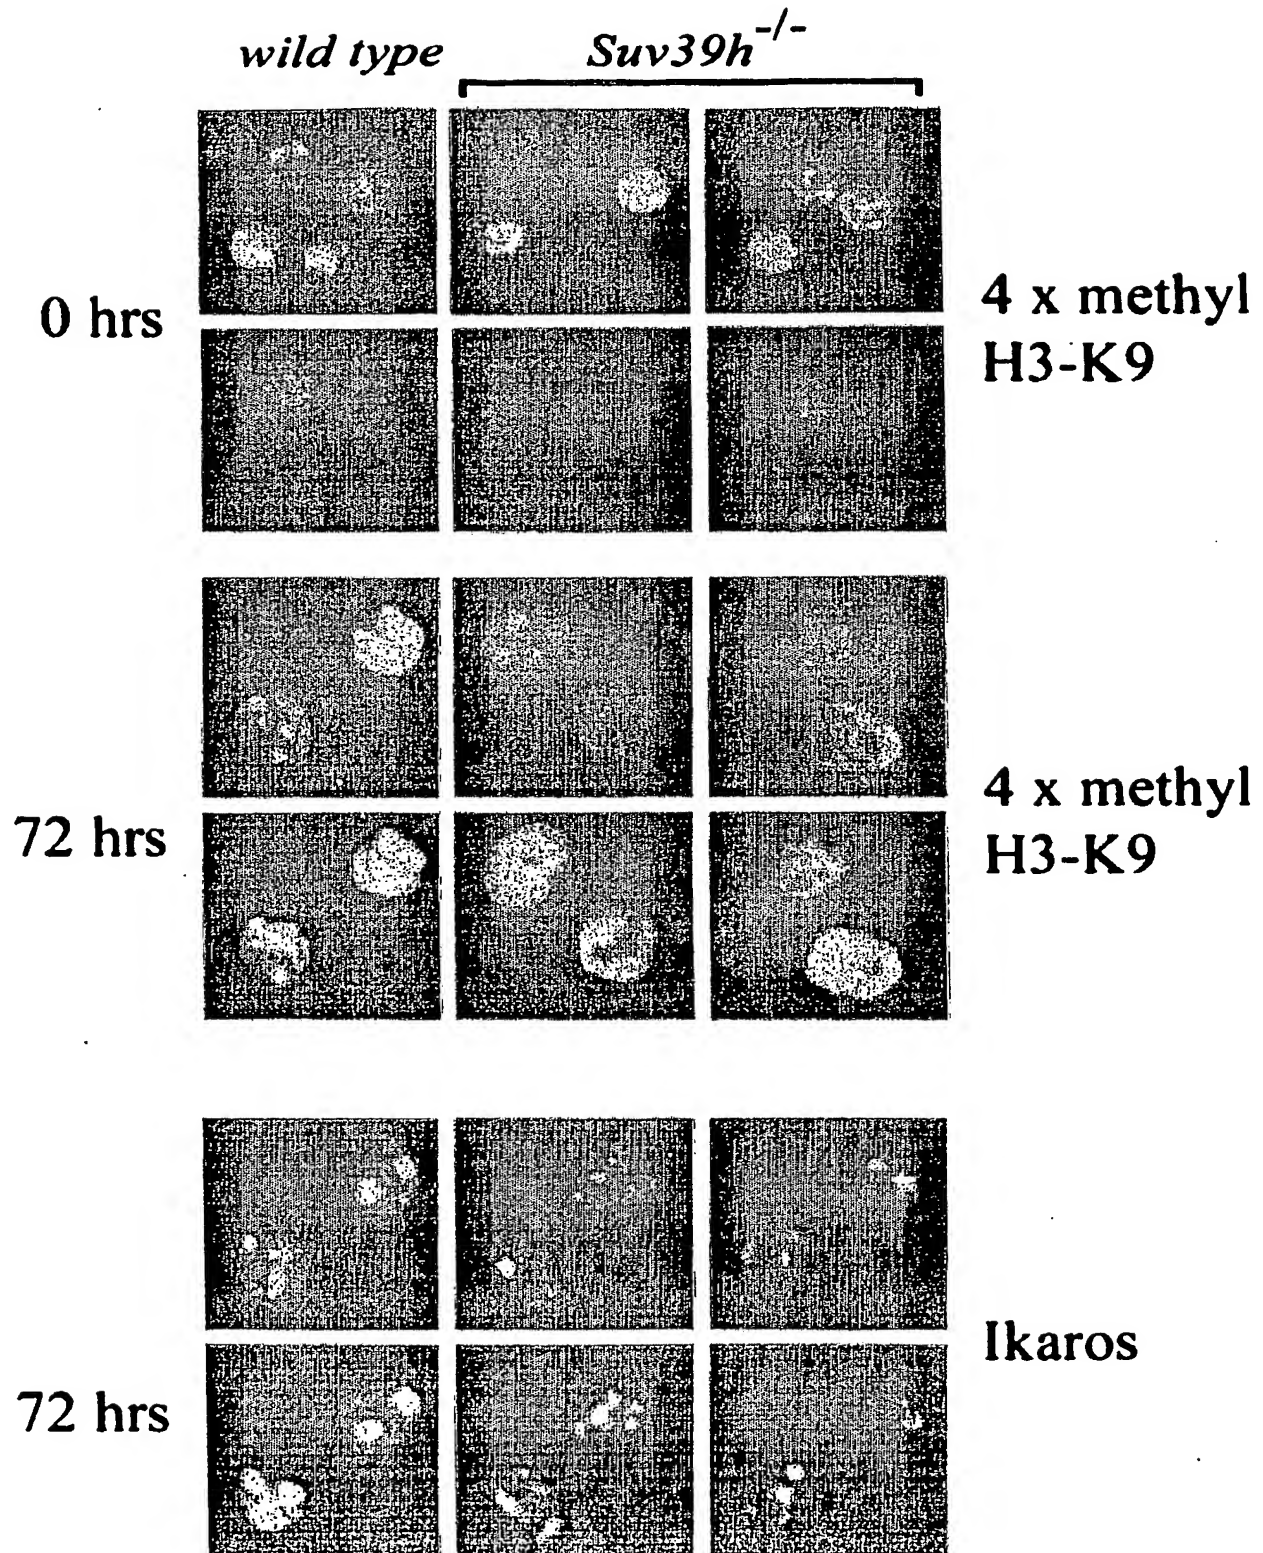 wild type Suv39h-/-
0 hrs
4 x methyl
H3-K9
72 hrs
4 x methyl
H3-K9
72 hrs
Ikaros